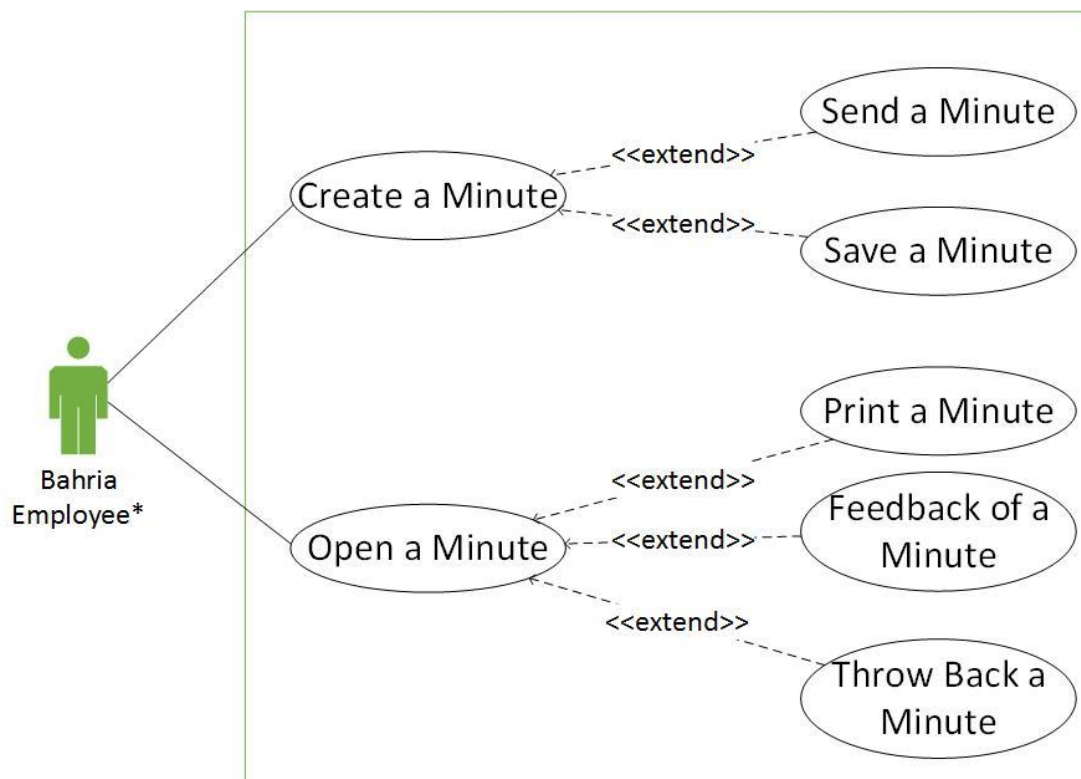 Send a Minute
<<extend>>
Create a Minute
<<extend>>
Save a Minute
Print a Minute
<<extend>>
Bahria
Employee*
Feedback of a
Minute
<<extend>>
Open a Minute
<<extend>>
Throw Back a
Minute